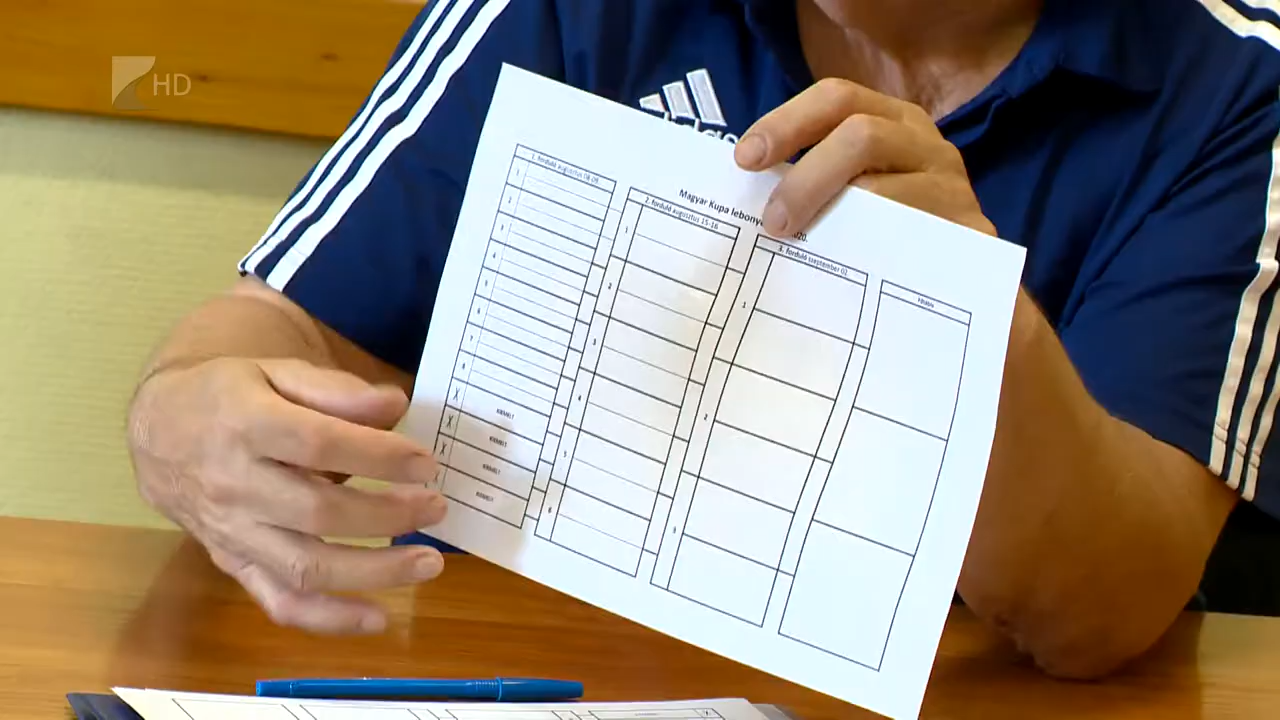 HD
adidas
Magyar Kupa
2020.
1. forduló augusztus 08-09.
1
2
3
4
5
6
7
8
X KIEMELT
X KIEMELT
X KIEMELT
X KIEMELT
2. forduló augusztus 15-16
1
2
3
4
5
6
3. forduló szeptember 02.
1
2
3